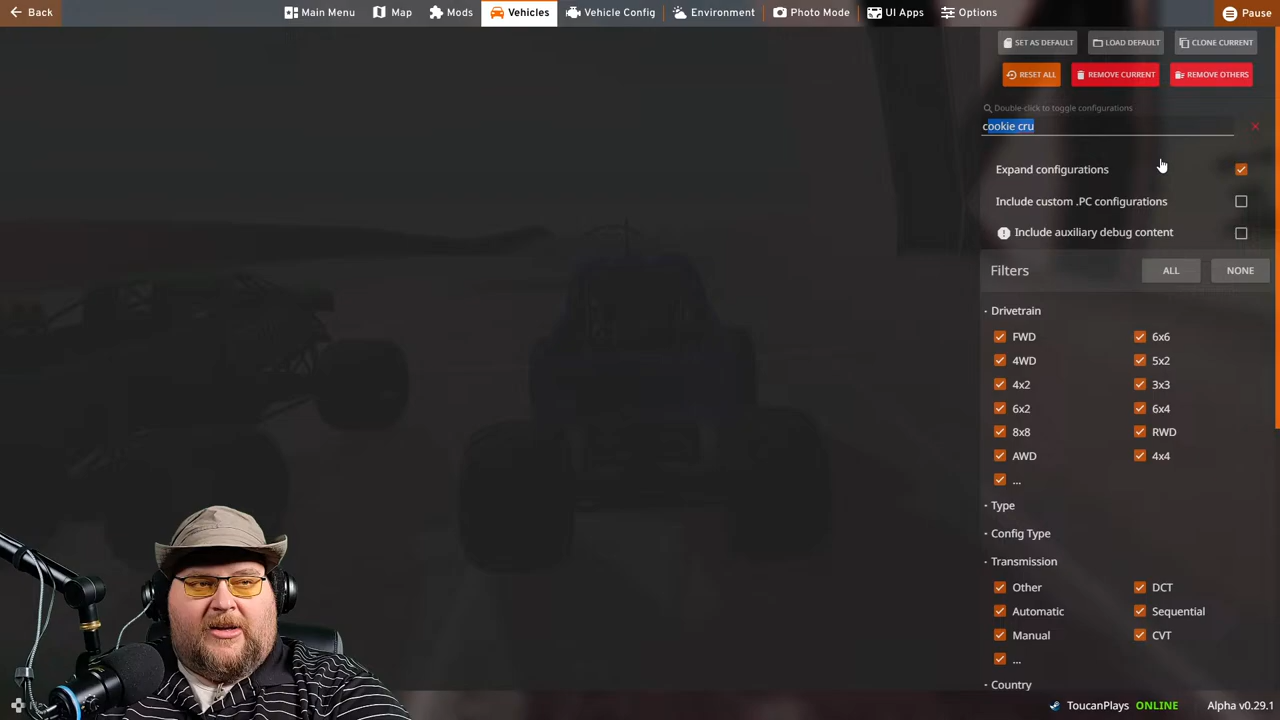 Back
Main Menu
Map
Mods
Vehicles
Vehicle Config
Environment
Photo Mode
UI Apps
Options
Pause
SET AS DEFAULT
LOAD DEFAULT
CLONE CURRENT
RESET ALL
REMOVE CURRENT
REMOVE OTHERS
Double-click to toggle configurations
cookie cru
Expand configurations
Include custom .PC configurations
Include auxiliary debug content
Filters
ALL
NONE
- Drivetrain
FWD
6x6
4WD
5x2
4x2
3x3
6x2
6x4
8x8
RWD
AWD
4x4
...
- Type
- Config Type
- Transmission
Other
DCT
Automatic
Sequential
Manual
CVT
...
- Country
ToucanPlays ONLINE
Alpha v0.29.1